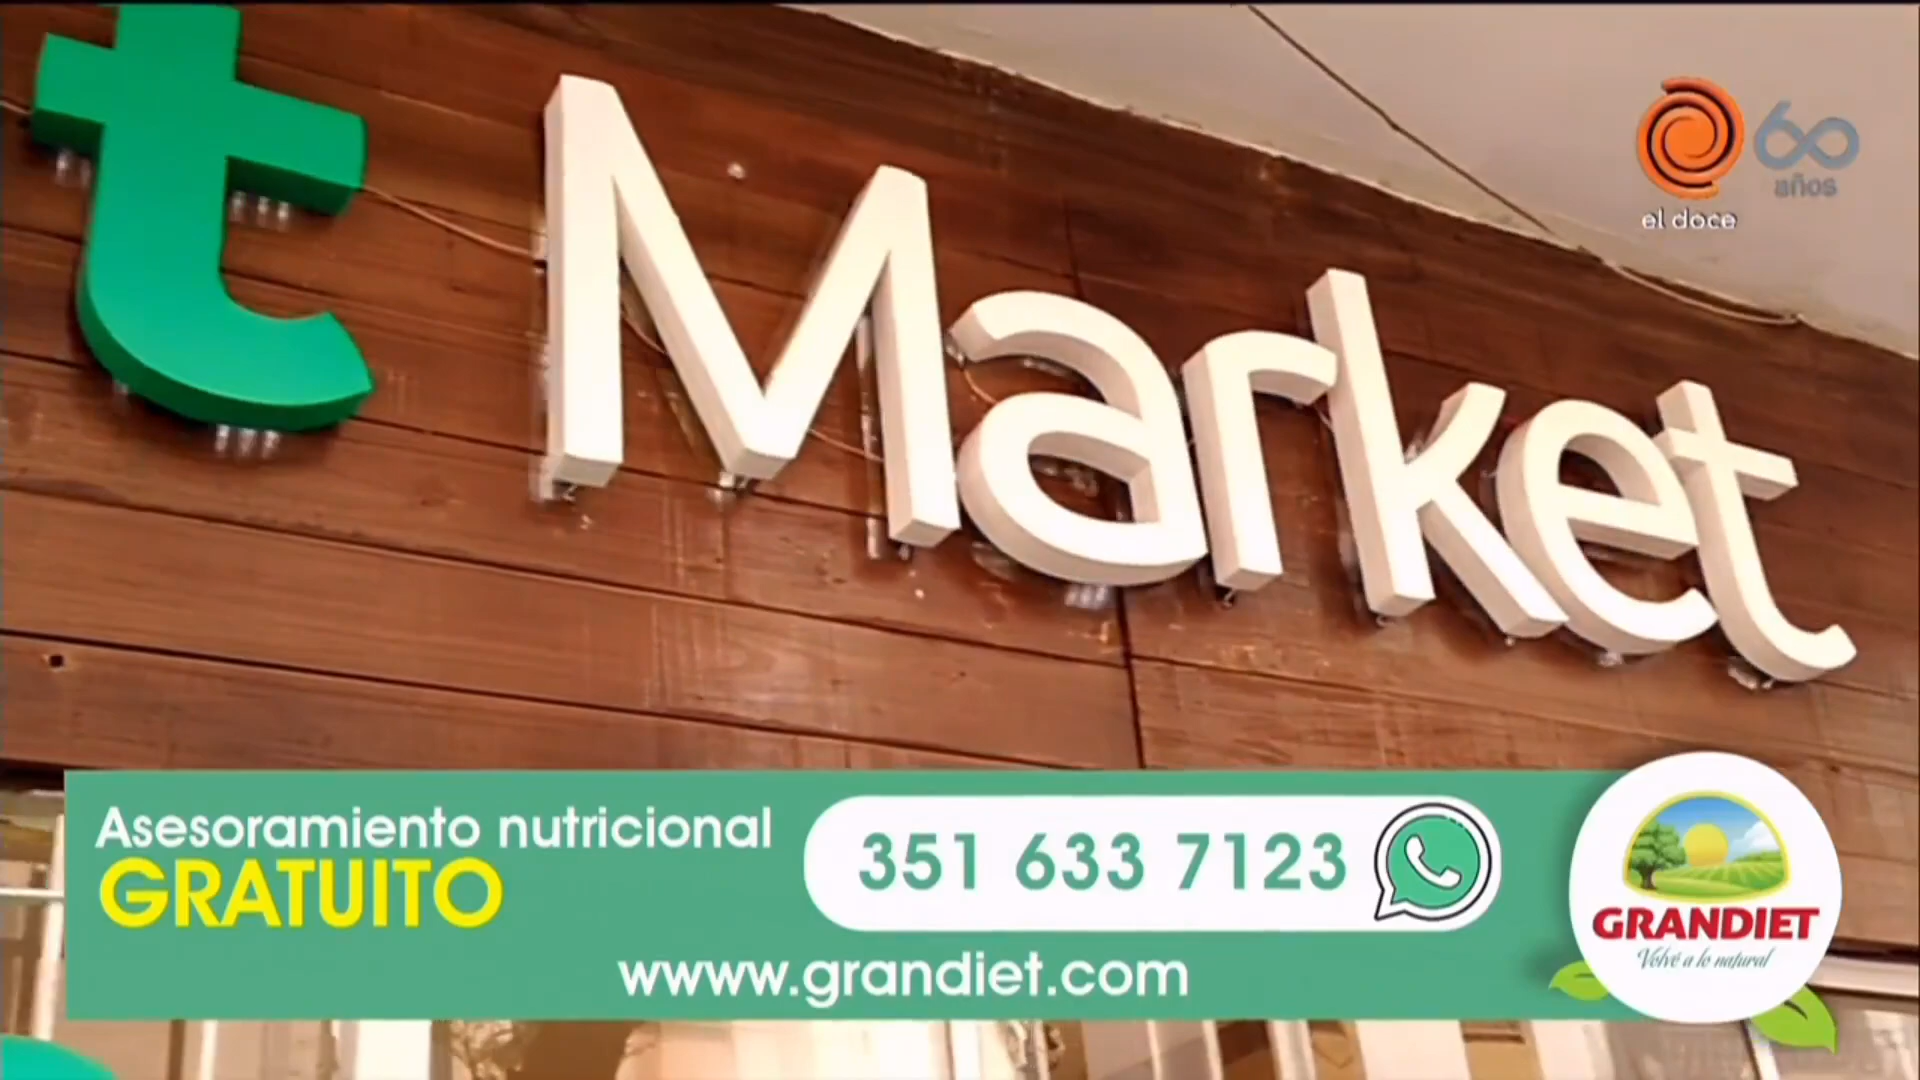 t Market
60
años
el doce
Asesoramiento nutricional
GRATUITO
351 633 7123
www.grandiet.com
GRANDIET
Volvé a lo natural